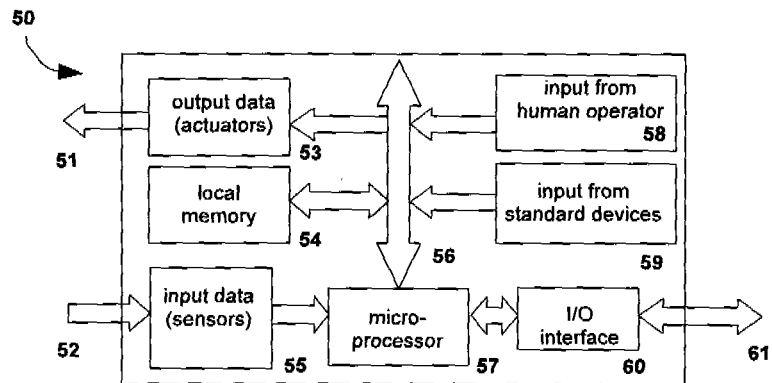 50
output data
(actuators)
51
53
input from
human operator
58
local
memory
54
input from
standard devices
59
56
input data
(sensors)
52
55
micro-
processor
57
I/O
interface
60
61